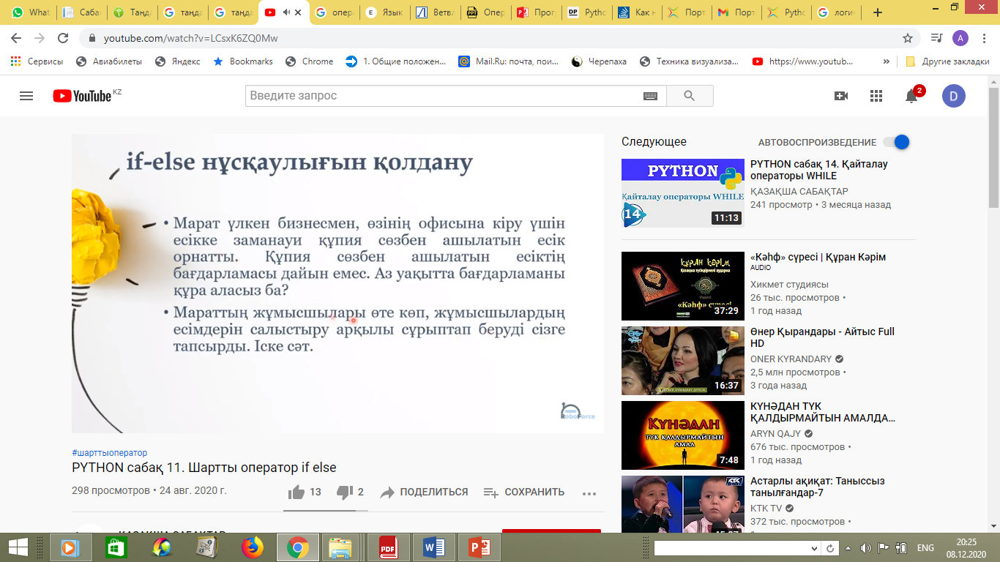 What
Сабақ
Таңд
таңда
таңда
опер
Язык
Ветвл
Опер
Прог
Pytho
Как н
Порт
Порт
Pytho
логич
youtube.com/watch?v=LCsxK6ZQ0Mw
A
Сервисы
Авиабилеты
Яндекс
Bookmarks
Chrome
1. Общие положен...
Mail.Ru: почта, пои...
Черепаха
Техника визуализа...
https://www.youtub...
»
Другие закладки
YouTube KZ
Введите запрос
2
D
if-else нұсқаулығын қолдану
• Марат үлкен бизнесмен, өзінің офисына кіру үшін
есікке заманауи құпия сөзбен ашылатын есік
орнатты. Құпия сөзбен ашылатын есіктің
бағдарламасы дайын емес. Аз уақытта бағдарламаны
құра аласыз ба?
• Мараттың жұмысшылары өте көп, жұмысшылардың
есімдерін салыстыру арқылы сұрыптап беруді сізге
тапсырды. Іске сәт.
RoboForce
#шарттыоператор
PYTHON сабақ 11. Шартты оператор if else
298 просмотров • 24 авг. 2020 г.
13
2
ПОДЕЛИТЬСЯ
СОХРАНИТЬ
ҚАЗАҚША САБАҚТАР
Следующее
АВТОВОСПРОИЗВЕДЕНИЕ
PYTHON
Қайталау операторы WHILE
14
11:13
PYTHON сабақ 14. Қайталау
операторы WHILE
ҚАЗАҚША САБАҚТАР
241 просмотр • 3 месяца назад
ҚҰРАН КӘРІМ
«Кәһф» сүресі
37:29
«Кәһф» сүресі | Құран Кәрім
AUDIO
Хикмет студиясы
26 тыс. просмотров •
1 год назад
16:37
Өнер Қырандары - Айтыс Full
HD
ONER KYRANDARY
2,5 млн просмотров •
3 года назад
КҮНӘДАН
ТҮК ҚАЛДЫРМАЙТЫН
АМАЛ
7:48
КҮНӘДАН ТҮК
ҚАЛДЫРМАЙТЫН АМАЛДА...
ARYN QAJY
676 тыс. просмотров •
1 год назад
КТК
Астарлы ақиқат: Таныссыз
танылғандар-7
KTK TV
372 тыс. просмотров •
PDF
ENG
20:25
08.12.2020